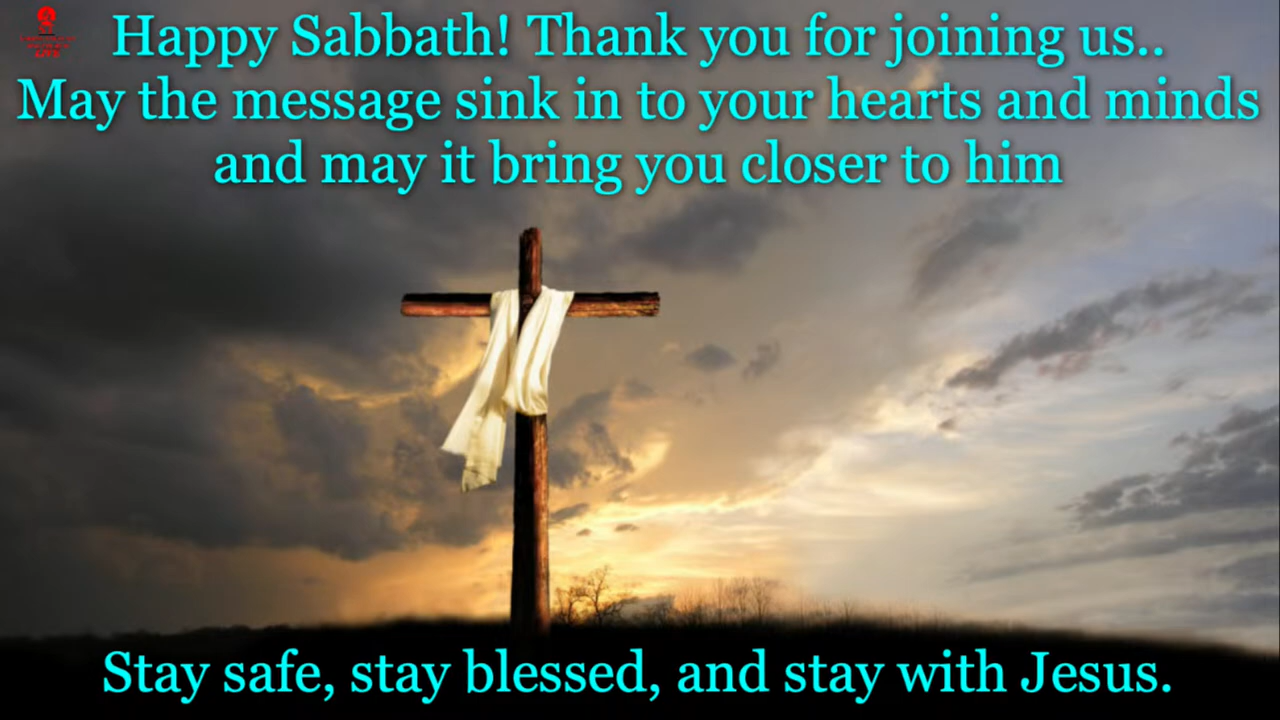 Happy Sabbath! Thank you for joining us..
May the message sink in to your hearts and minds
and may it bring you closer to him
Stay safe, stay blessed, and stay with Jesus.